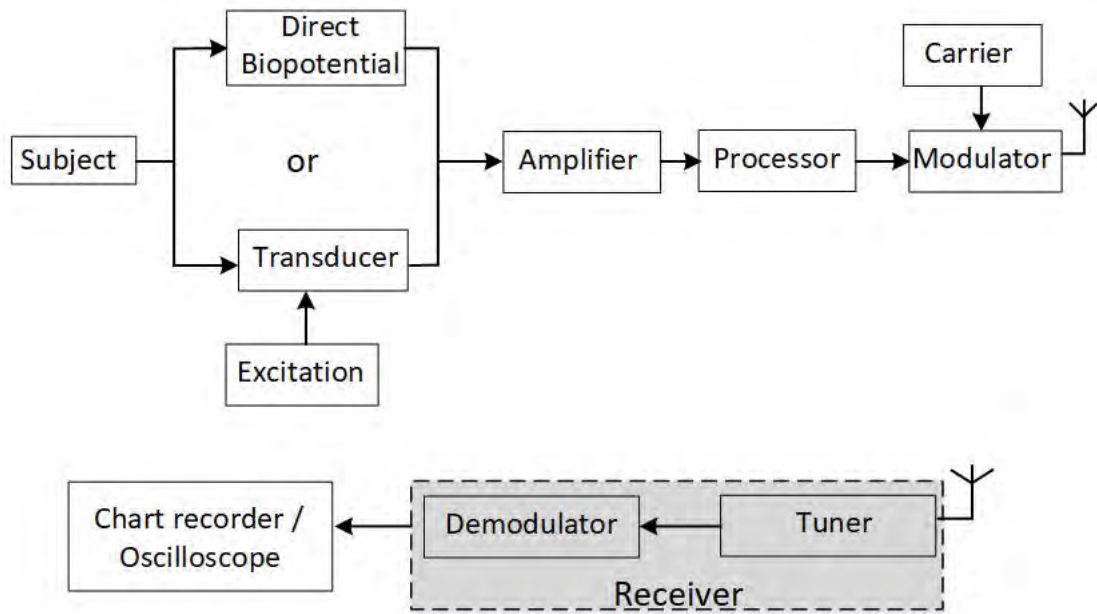 Direct
Biopotential
Carrier
Subject
or
Amplifier
Processor
Modulator
Transducer
Excitation
Chart recorder /
Oscilloscope
Demodulator
Tuner
Receiver